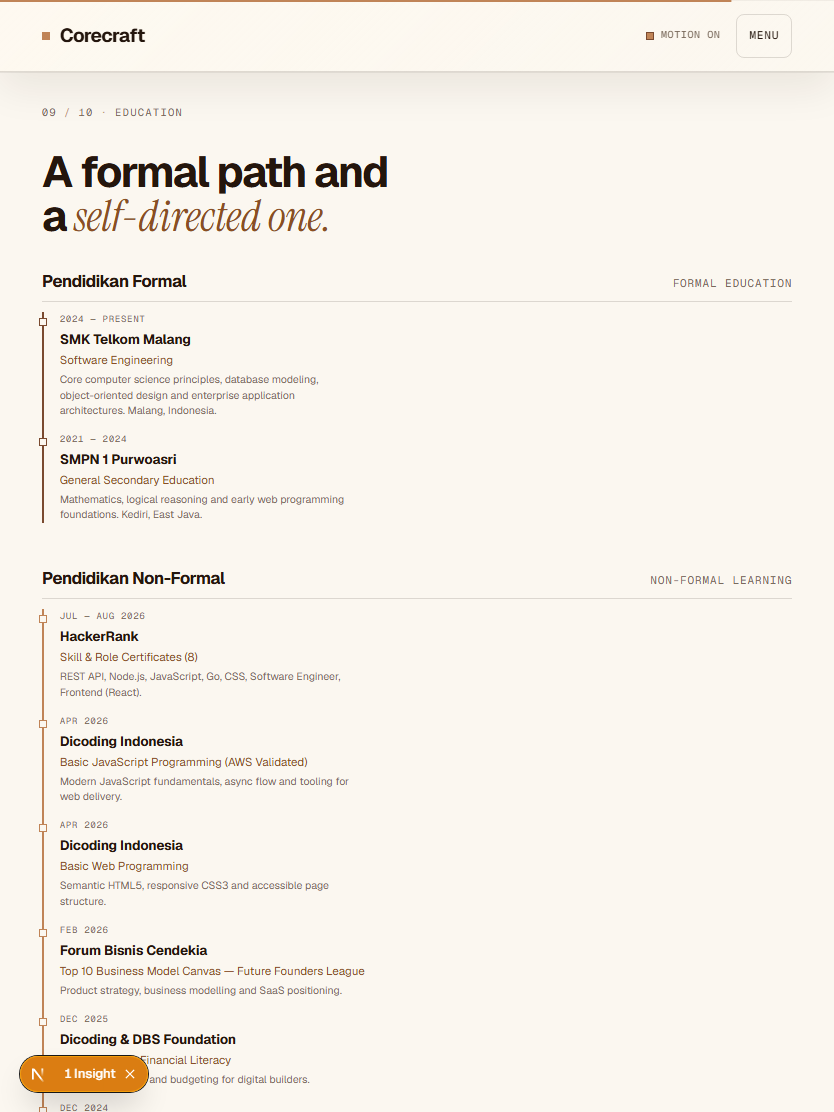 Corecraft
MOTION ON
MENU
09 / 10 · EDUCATION
A formal path and
a self-directed one.
Pendidikan Formal
FORMAL EDUCATION
2024 — PRESENT
SMK Telkom Malang
Software Engineering
Core computer science principles, database modeling,
object-oriented design and enterprise application
architectures. Malang, Indonesia.
2021 — 2024
SMPN 1 Purwoasri
General Secondary Education
Mathematics, logical reasoning and early web programming
foundations. Kediri, East Java.
Pendidikan Non-Formal
NON-FORMAL LEARNING
JUL — AUG 2026
HackerRank
Skill & Role Certificates (8)
REST API, Node.js, JavaScript, Go, CSS, Software Engineer,
Frontend (React).
APR 2026
Dicoding Indonesia
Basic JavaScript Programming (AWS Validated)
Modern JavaScript fundamentals, async flow and tooling for
web delivery.
APR 2026
Dicoding Indonesia
Basic Web Programming
Semantic HTML5, responsive CSS3 and accessible page
structure.
FEB 2026
Forum Bisnis Cendekia
Top 10 Business Model Canvas — Future Founders League
Product strategy, business modelling and SaaS positioning.
DEC 2025
Dicoding & DBS Foundation
Financial Literacy
and budgeting for digital builders.
N 1 Insight
DEC 2024